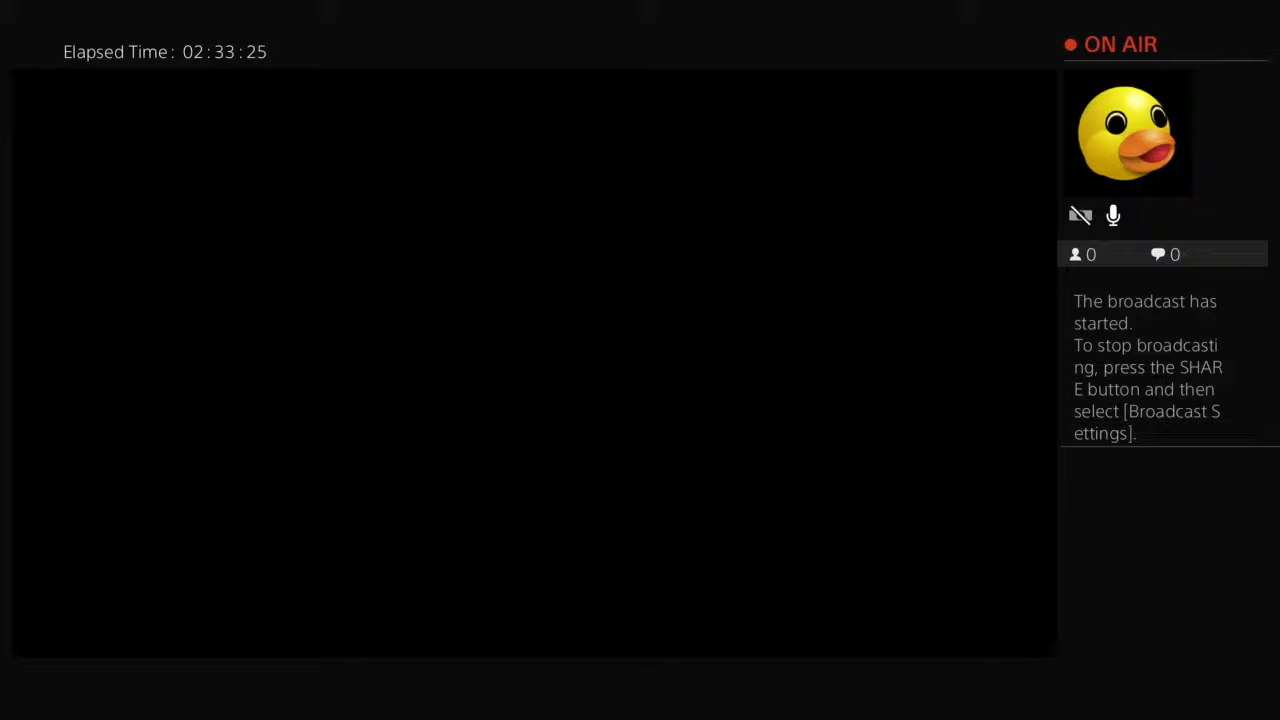 Elapsed Time: 02:33:25
ON AIR
0 0
The broadcast has
started.
To stop broadcasti
ng, press the SHAR
E button and then
select [Broadcast S
ettings].